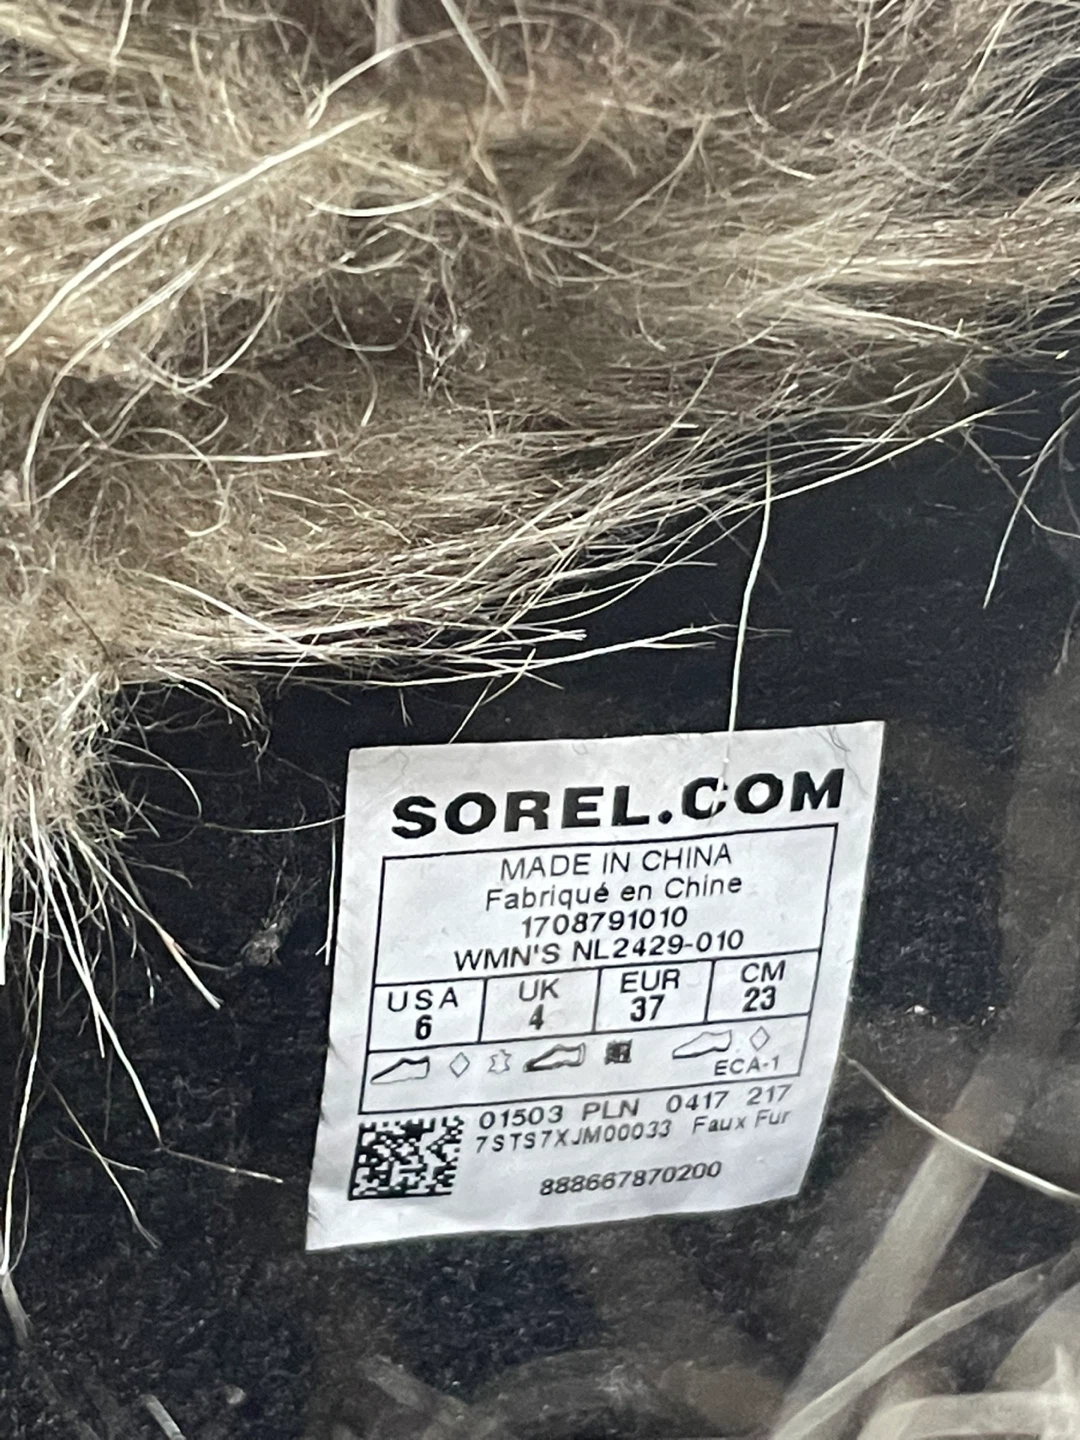 SOREL.COM
MADE IN CHINA
Fabriqué en Chine
1708791010
WMN'S NL2429-010
USA UK EUR CM
6 4 37 23
ECA-1
01503 PLN 0417 217
7STS7XJM00033 Faux Fur
888667870200